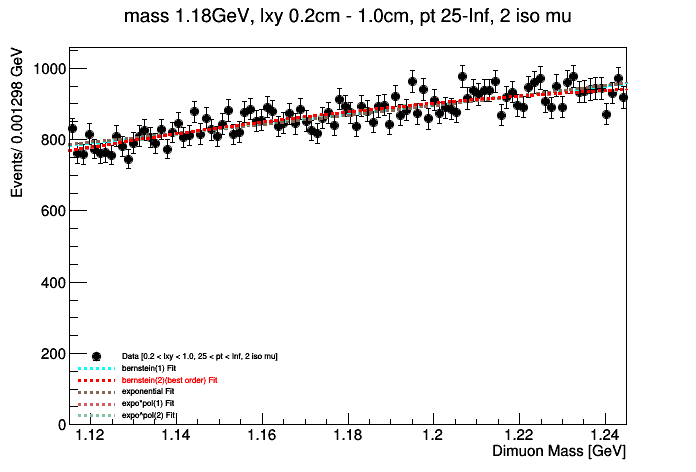 mass 1.18GeV, lxy 0.2cm - 1.0cm, pt 25-Inf, 2 iso mu
Events/ 0.001298 GeV
1000
800
600
400
200
0
Data [0.2 < lxy < 1.0, 25 < pt < Inf, 2 iso mu]
bernstein(1) Fit
bernstein(2)(best order) Fit
exponential Fit
expo*pol(1) Fit
expo*pol(2) Fit
1.12 1.14 1.16 1.18 1.2 1.22 1.24
Dimuon Mass [GeV]